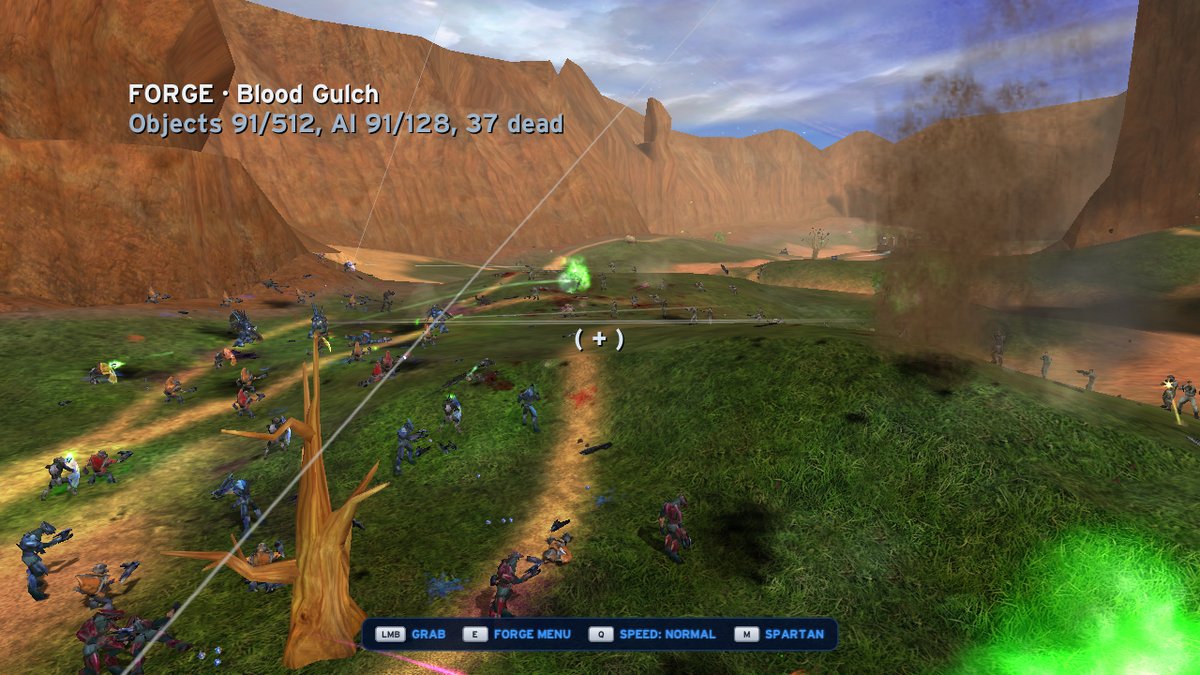 FORGE · Blood Gulch
Objects 91/512, AI 91/128, 37 dead
( + )
LMB GRAB E FORGE MENU Q SPEED: NORMAL M SPARTAN